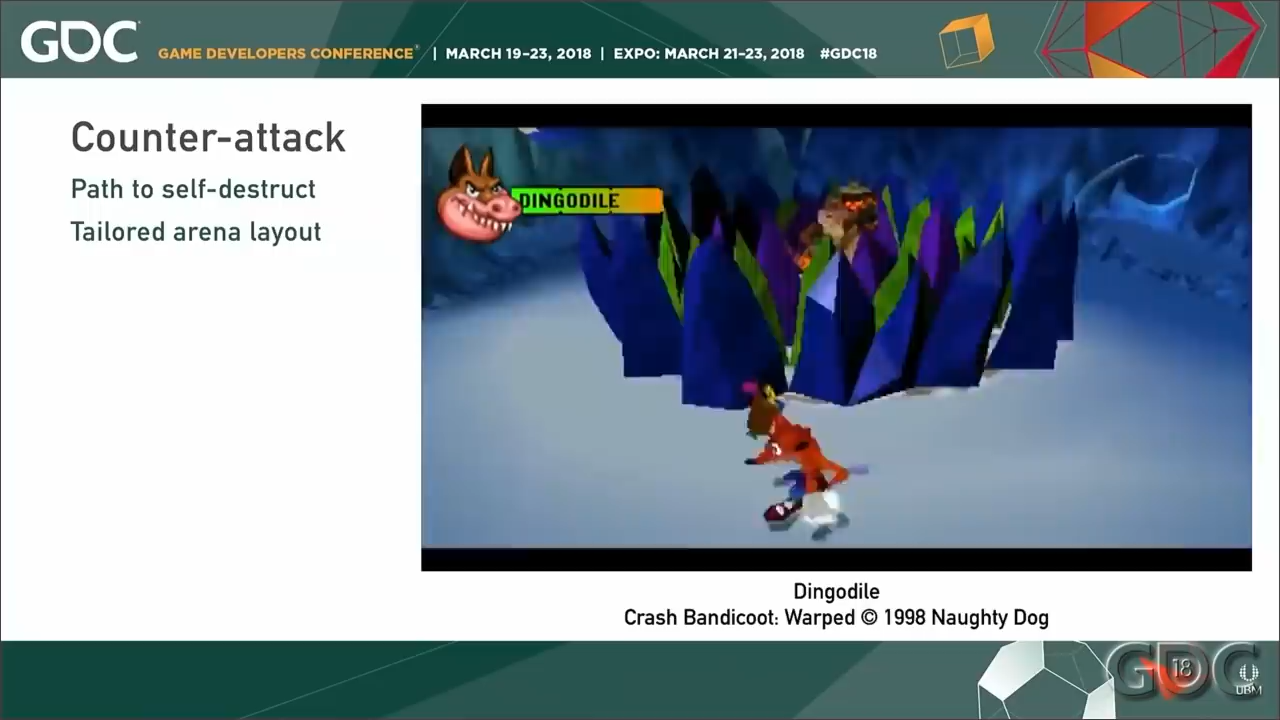 GDC GAME DEVELOPERS CONFERENCE® | MARCH 19–23, 2018 | EXPO: MARCH 21–23, 2018 #GDC18
Counter-attack
Path to self-destruct
Tailored arena layout
DINGODILE
Dingodile
Crash Bandicoot: Warped © 1998 Naughty Dog
GDC 18
UBM